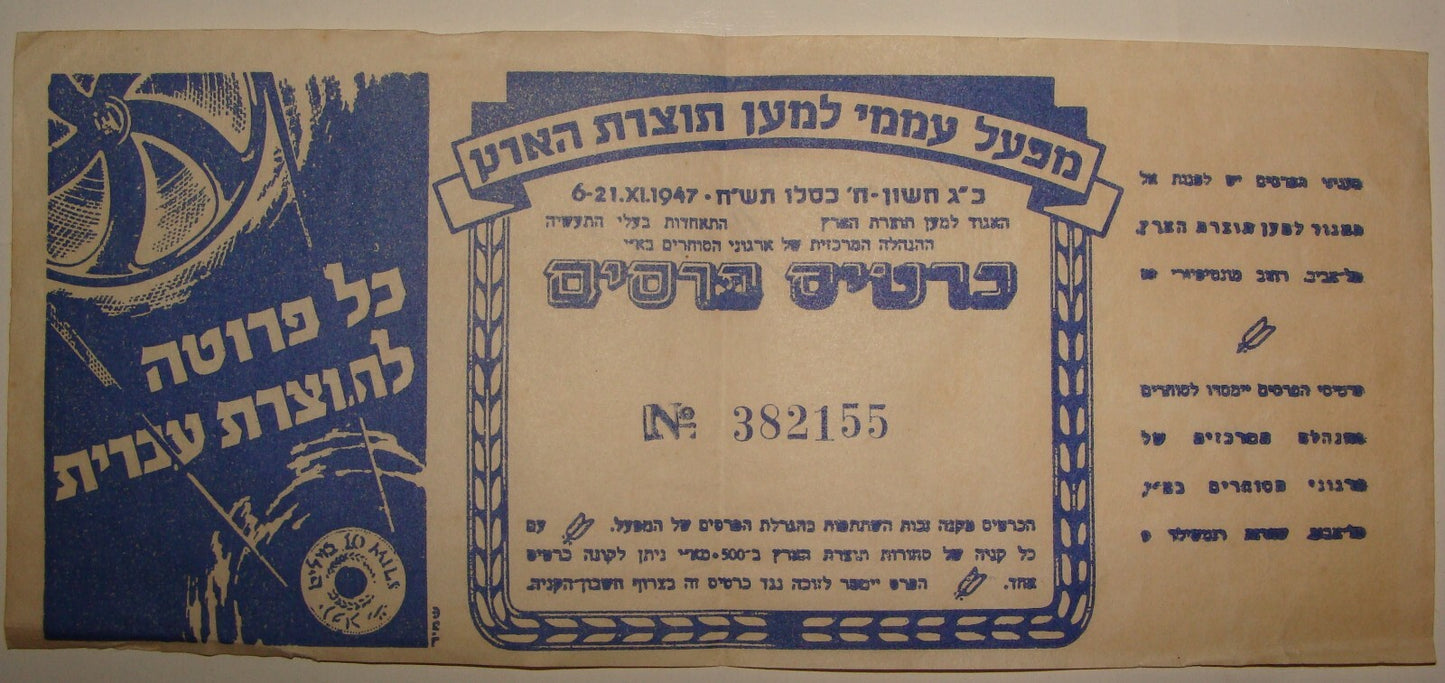 מפעל עממי למען תוצרת הארץ
כ"ג חשון-ח' כסלו תש"ח · 6-21.XI.1947
האגוד למען תוצרת הארץ התאחדות בעלי התעשיה
ההנהלה המרכזית של ארגוני הסוחרים בא"י
כרטיס פרסים
№ 382155
הכרטיס מקנה זכות השתתפות בהגרלת הפרסים של המפעל. עם
כל קניה של סחורות תוצרת הארץ ב-500 מא"י ניתן לקונה כרטיס
אחד. הפרס יימסר לזוכה נגד כרטיס זה בצרוף חשבון-הקניה.
בעניני הפרסים יש לפנות אל
האגוד למען תוצרת הארץ,
תל-אביב, רחוב מונטיפיורי
כרטיסי הפרסים יימסרו לסוחרים
בהנהלה המרכזית של
ארגוני הסוחרים בא"י,
תל-אביב,
כל פרוטה
לתוצרת עברית
10 MILS
10 מילים
שמיר